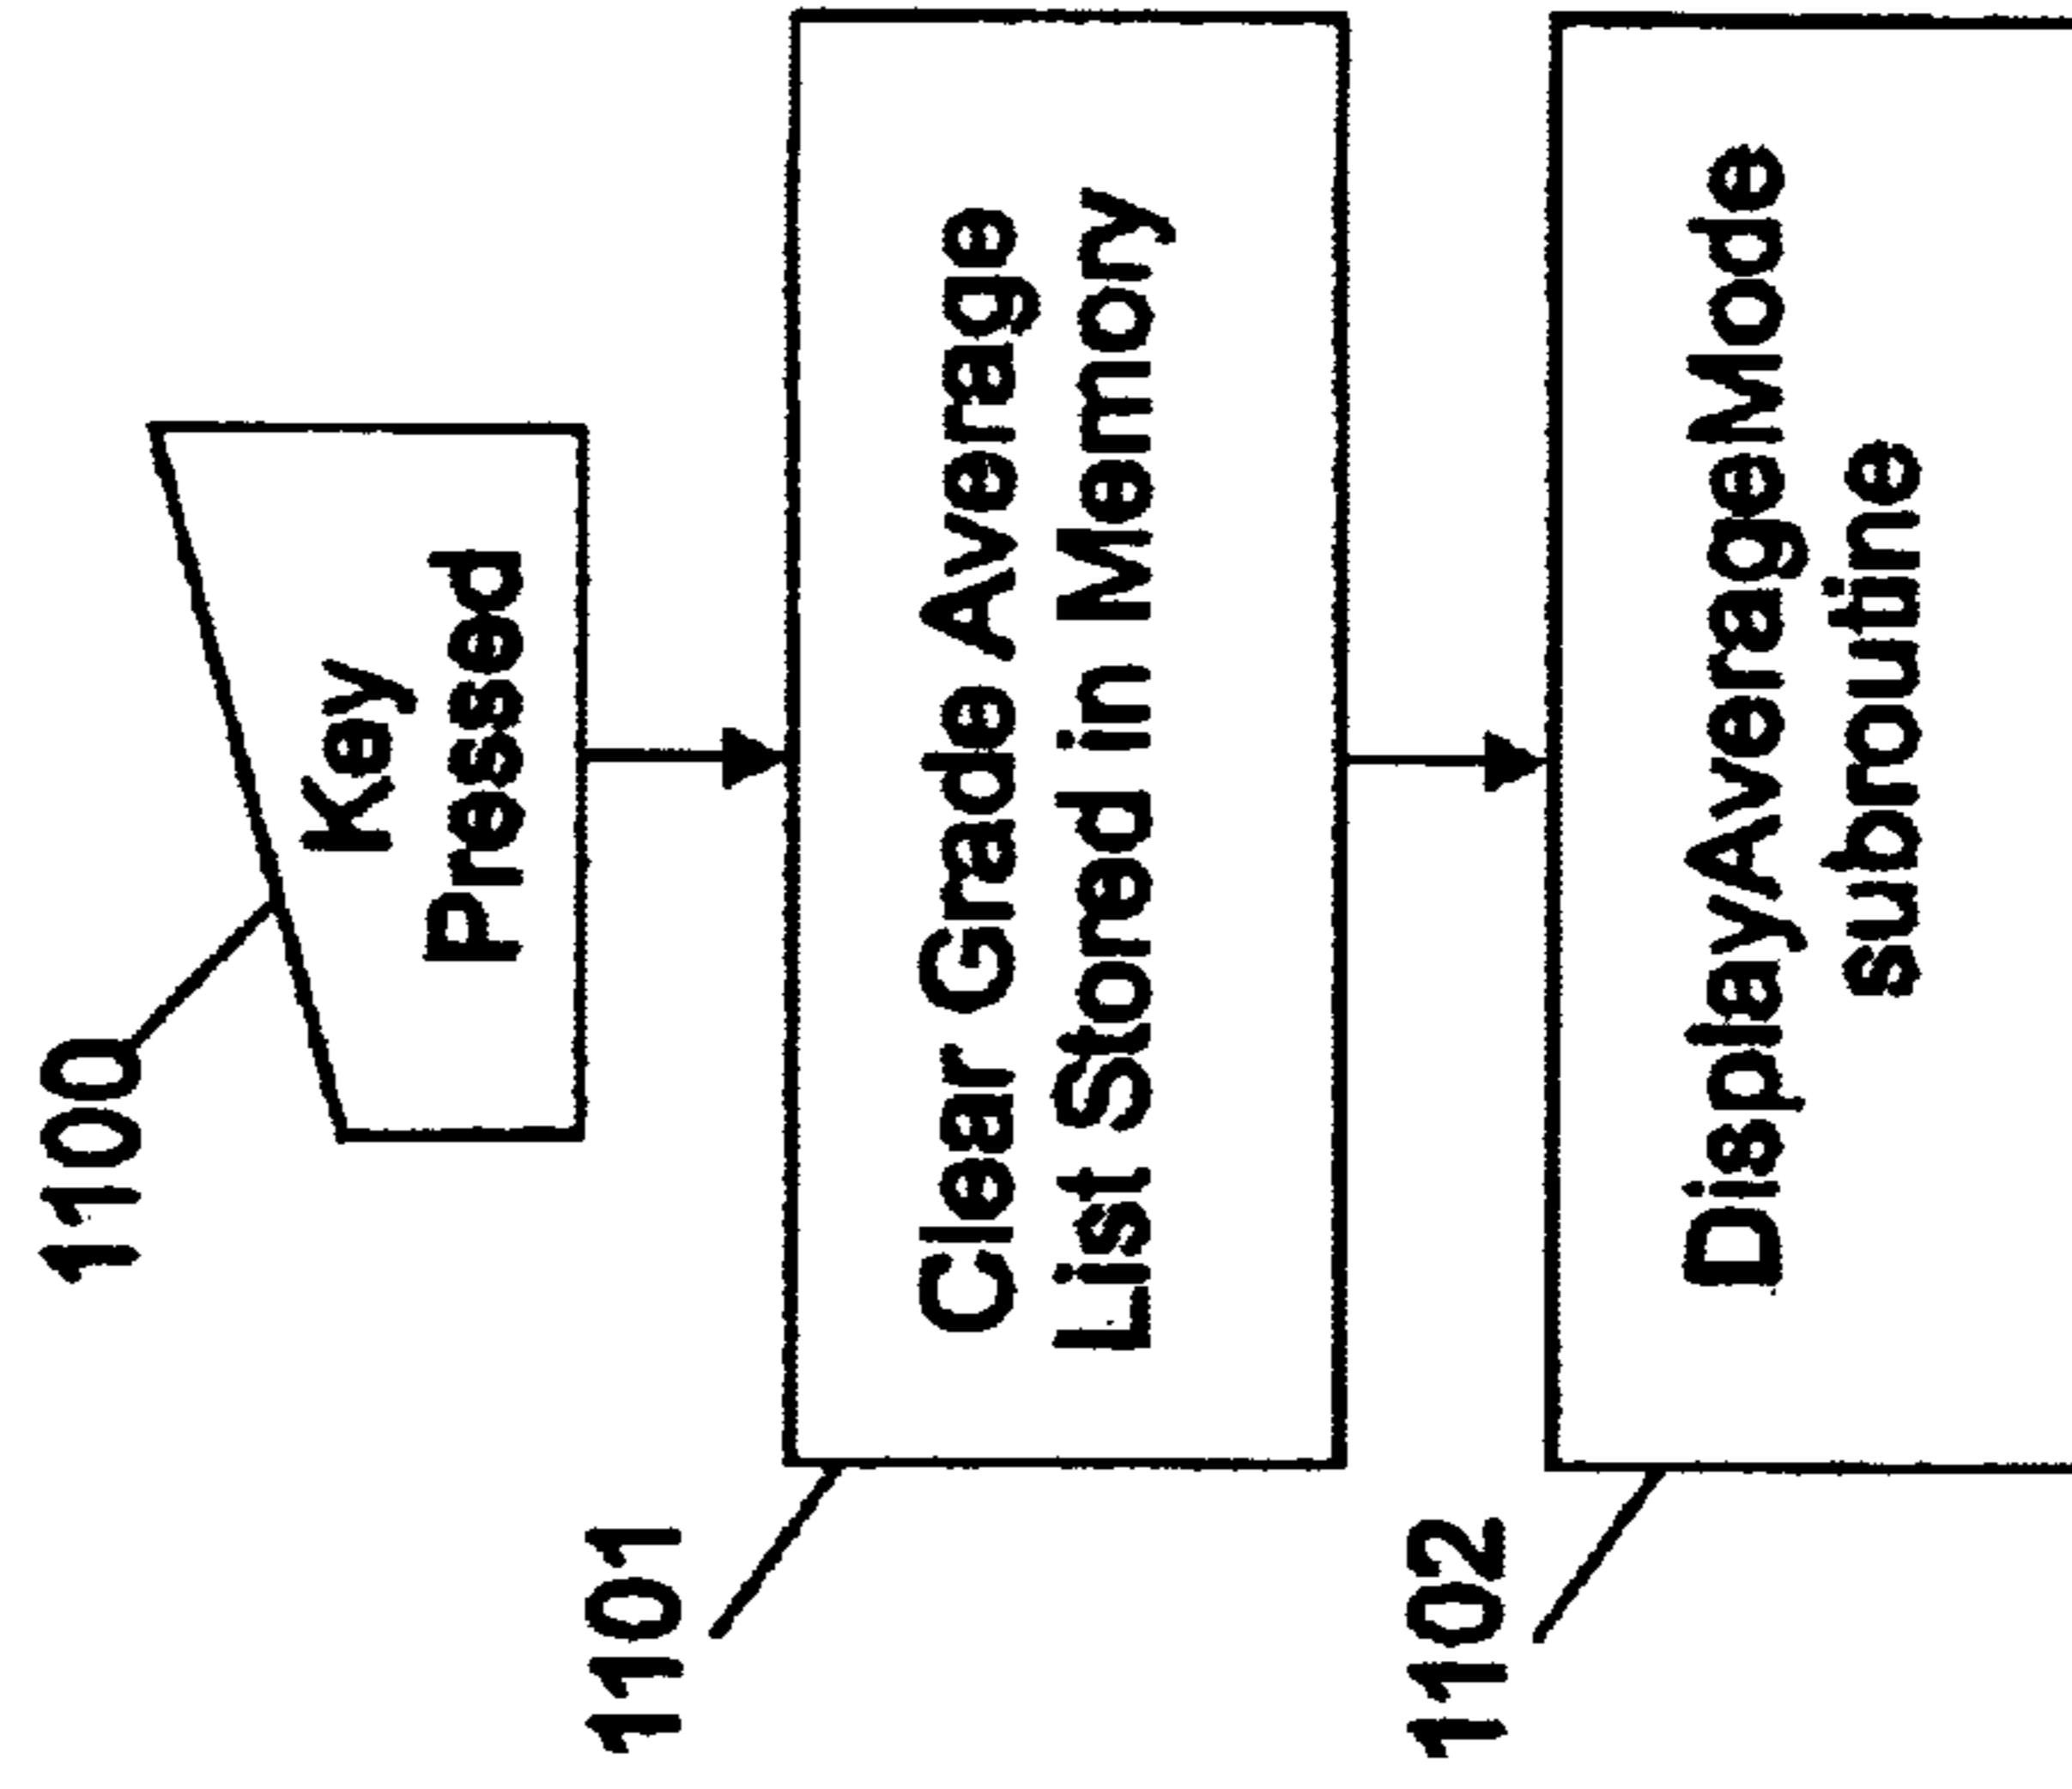 1100
Key
Pressed
1101
Clear Grade Average
List Stored in Memory
1102
DisplayAverageMode
subroutine